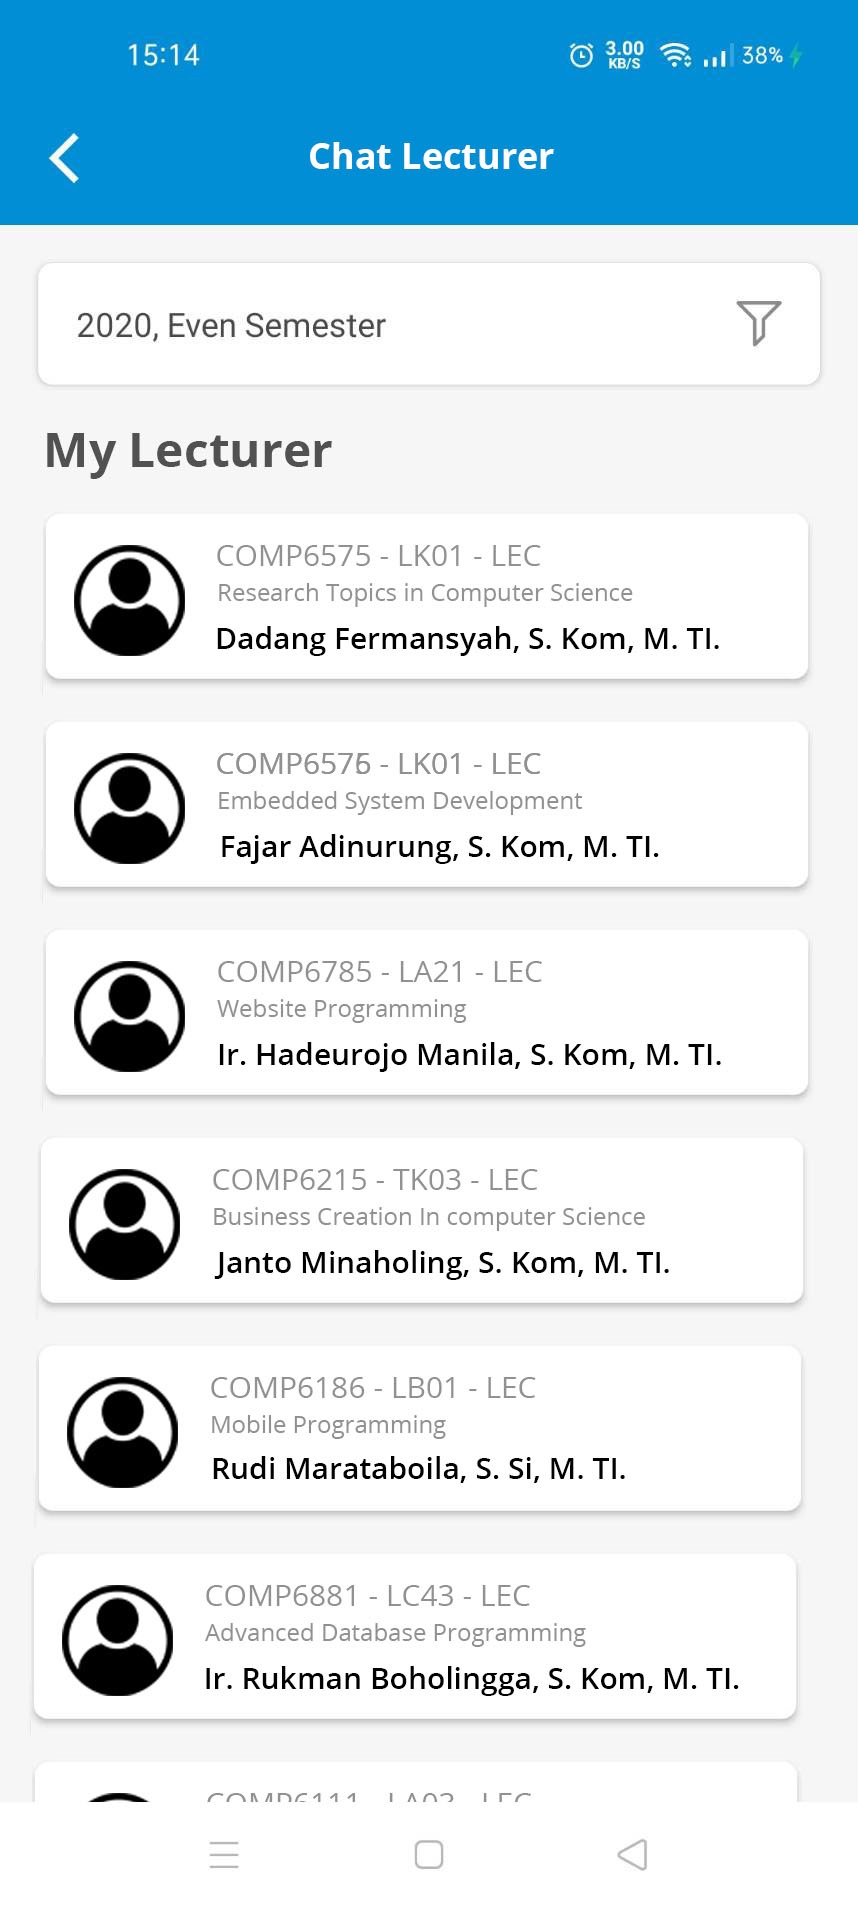 15:14
3.00
KB/S
38%
Chat Lecturer
2020, Even Semester
My Lecturer
COMP6575 - LK01 - LEC
Research Topics in Computer Science
Dadang Fermansyah, S. Kom, M. TI.
COMP6576 - LK01 - LEC
Embedded System Development
Fajar Adinurung, S. Kom, M. TI.
COMP6785 - LA21 - LEC
Website Programming
Ir. Hadeurojo Manila, S. Kom, M. TI.
COMP6215 - TK03 - LEC
Business Creation In computer Science
Janto Minaholing, S. Kom, M. TI.
COMP6186 - LB01 - LEC
Mobile Programming
Rudi Marataboila, S. Si, M. TI.
COMP6881 - LC43 - LEC
Advanced Database Programming
Ir. Rukman Boholingga, S. Kom, M. TI.
COMP6111 - LA03 - LEC